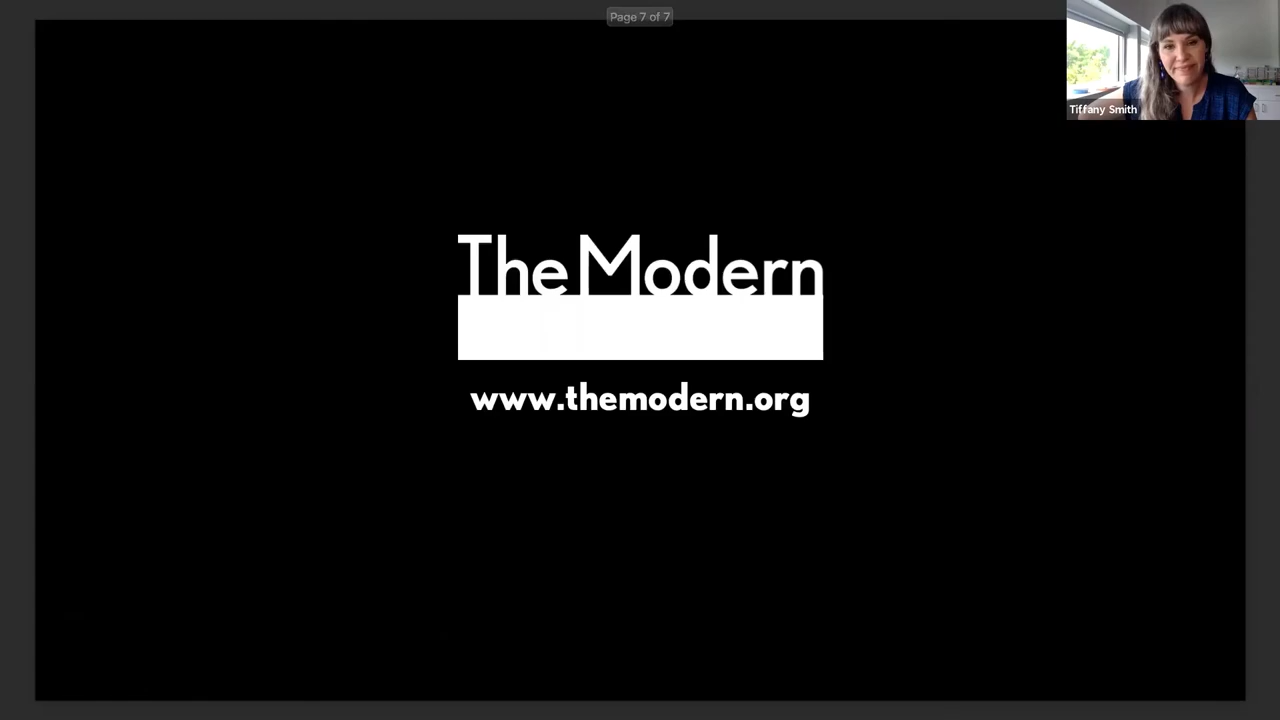 Page 7 of 7
Tiffany Smith
The Modern
www.themodern.org